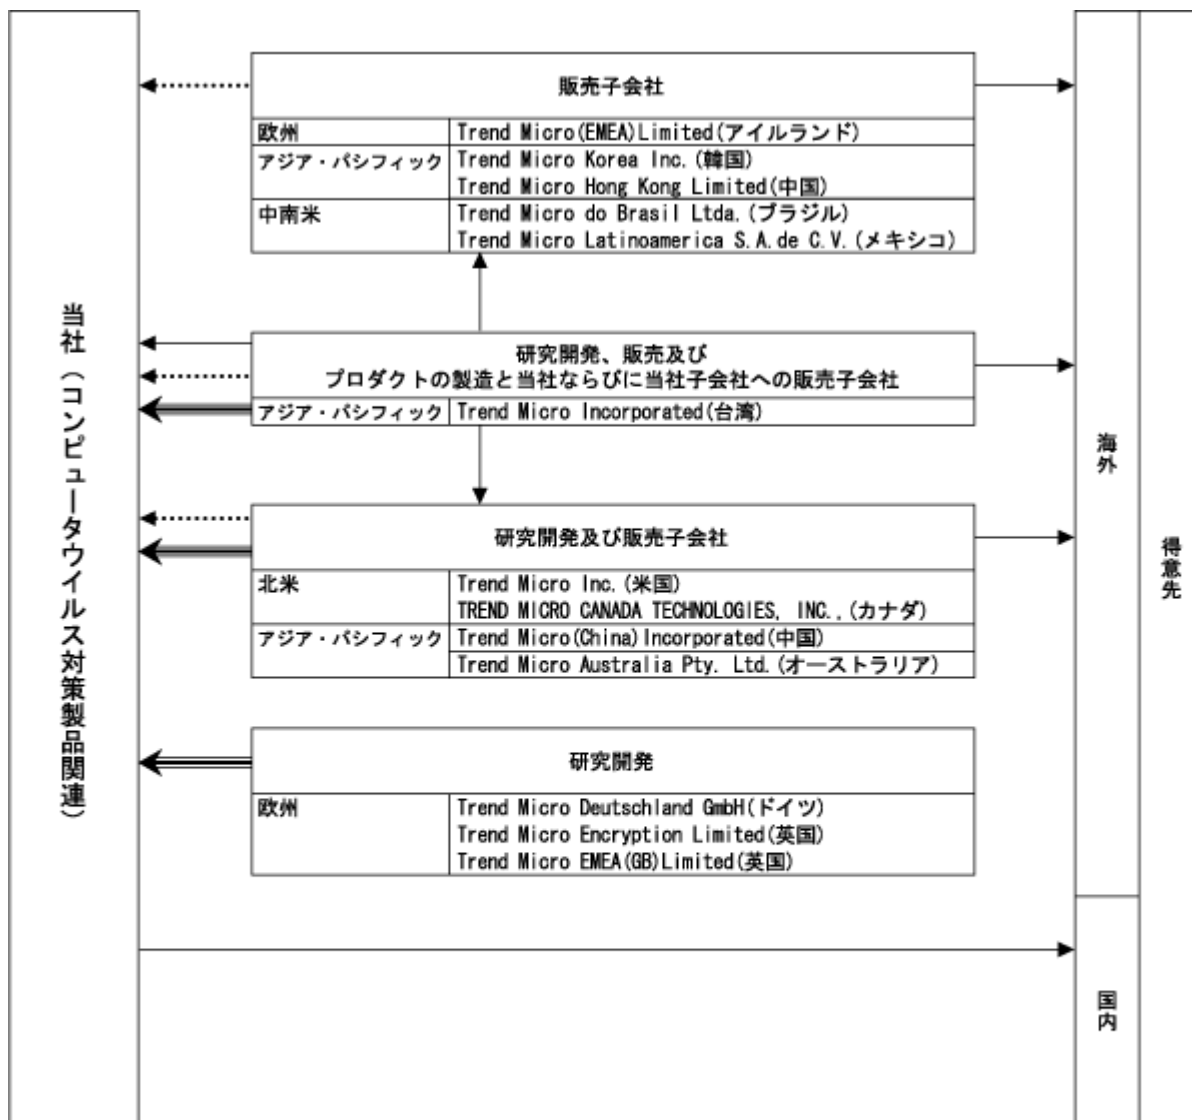 当社（コンピュータウイルス対策製品関連）
販売子会社
欧州 Trend Micro(EMEA)Limited(アイルランド)
アジア・パシフィック Trend Micro Korea Inc.(韓国)
Trend Micro Hong Kong Limited(中国)
中南米 Trend Micro do Brasil Ltda.(ブラジル)
Trend Micro Latinoamerica S.A.de C.V.(メキシコ)
研究開発、販売及び
プロダクトの製造と当社ならびに当社子会社への販売子会社
アジア・パシフィック Trend Micro Incorporated(台湾)
研究開発及び販売子会社
北米 Trend Micro Inc.(米国)
TREND MICRO CANADA TECHNOLOGIES, INC.,(カナダ)
アジア・パシフィック Trend Micro(China)Incorporated(中国)
Trend Micro Australia Pty. Ltd.(オーストラリア)
研究開発
欧州 Trend Micro Deutschland GmbH(ドイツ)
Trend Micro Encryption Limited(英国)
Trend Micro EMEA(GB)Limited(英国)
海外
国内
得意先